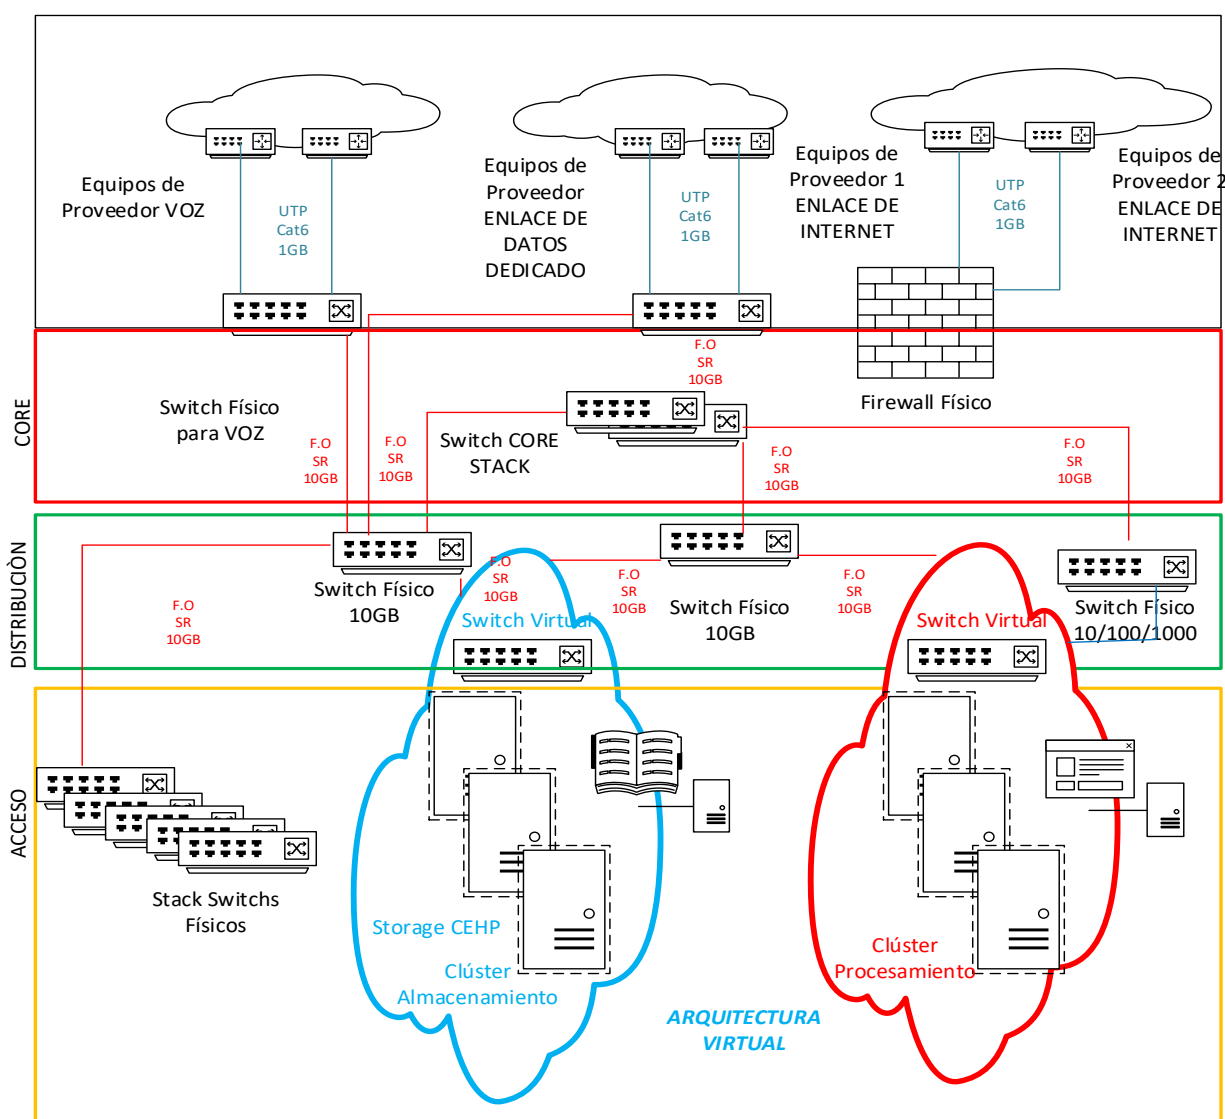 Equipos de
Proveedor VOZ
UTP
Cat6
1GB
Equipos de
Proveedor
ENLACE DE
DATOS
DEDICADO
UTP
Cat6
1GB
Equipos de
Proveedor 1
ENLACE DE
INTERNET
UTP
Cat6
1GB
Equipos de
Proveedor 2
ENLACE DE
INTERNET
CORE
Switch Físico
para VOZ
F.O
SR
10GB
F.O
SR
10GB
Switch CORE
STACK
F.O
SR
10GB
F.O
SR
10GB
Firewall Físico
F.O
SR
10GB
DISTRIBUCIÒN
F.O
SR
10GB
Switch Físico
10GB
F.O
SR
10GB
Switch Virtual
F.O
SR
10GB
Switch Físico
10GB
F.O
SR
10GB
Switch Virtual
Switch Físico
10/100/1000
ACCESO
Stack Switchs
Físicos
Storage CEHP
Clúster
Almacenamiento
Clúster
Procesamiento
ARQUITECTURA
VIRTUAL